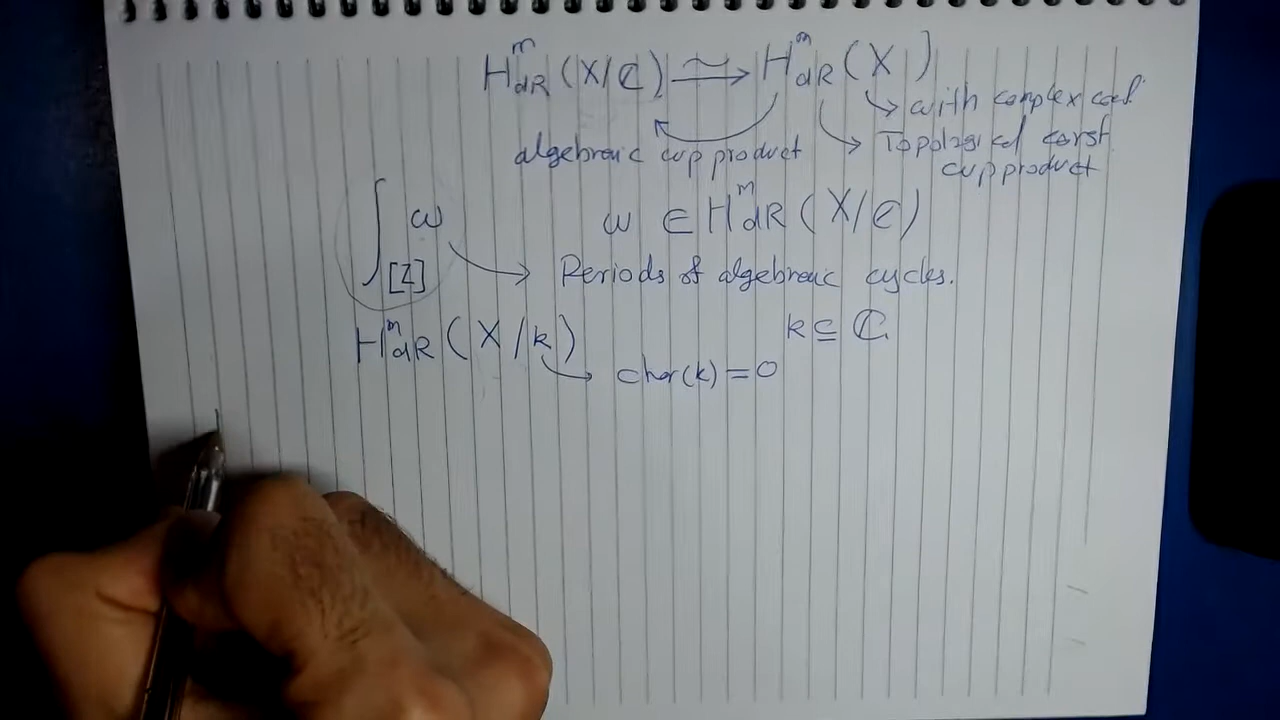 H^m_dR (X/ℂ) ⥲ H^m_dR (X)
→ with complex coef.
algebraic cup product → Topological const cup product
∫_[Z] ω ω ∈ H^m_dR (X/ℂ)
→ Periods of algebraic cycles.
H^m_dR (X/k) k ⊆ ℂ
→ char(k) = 0